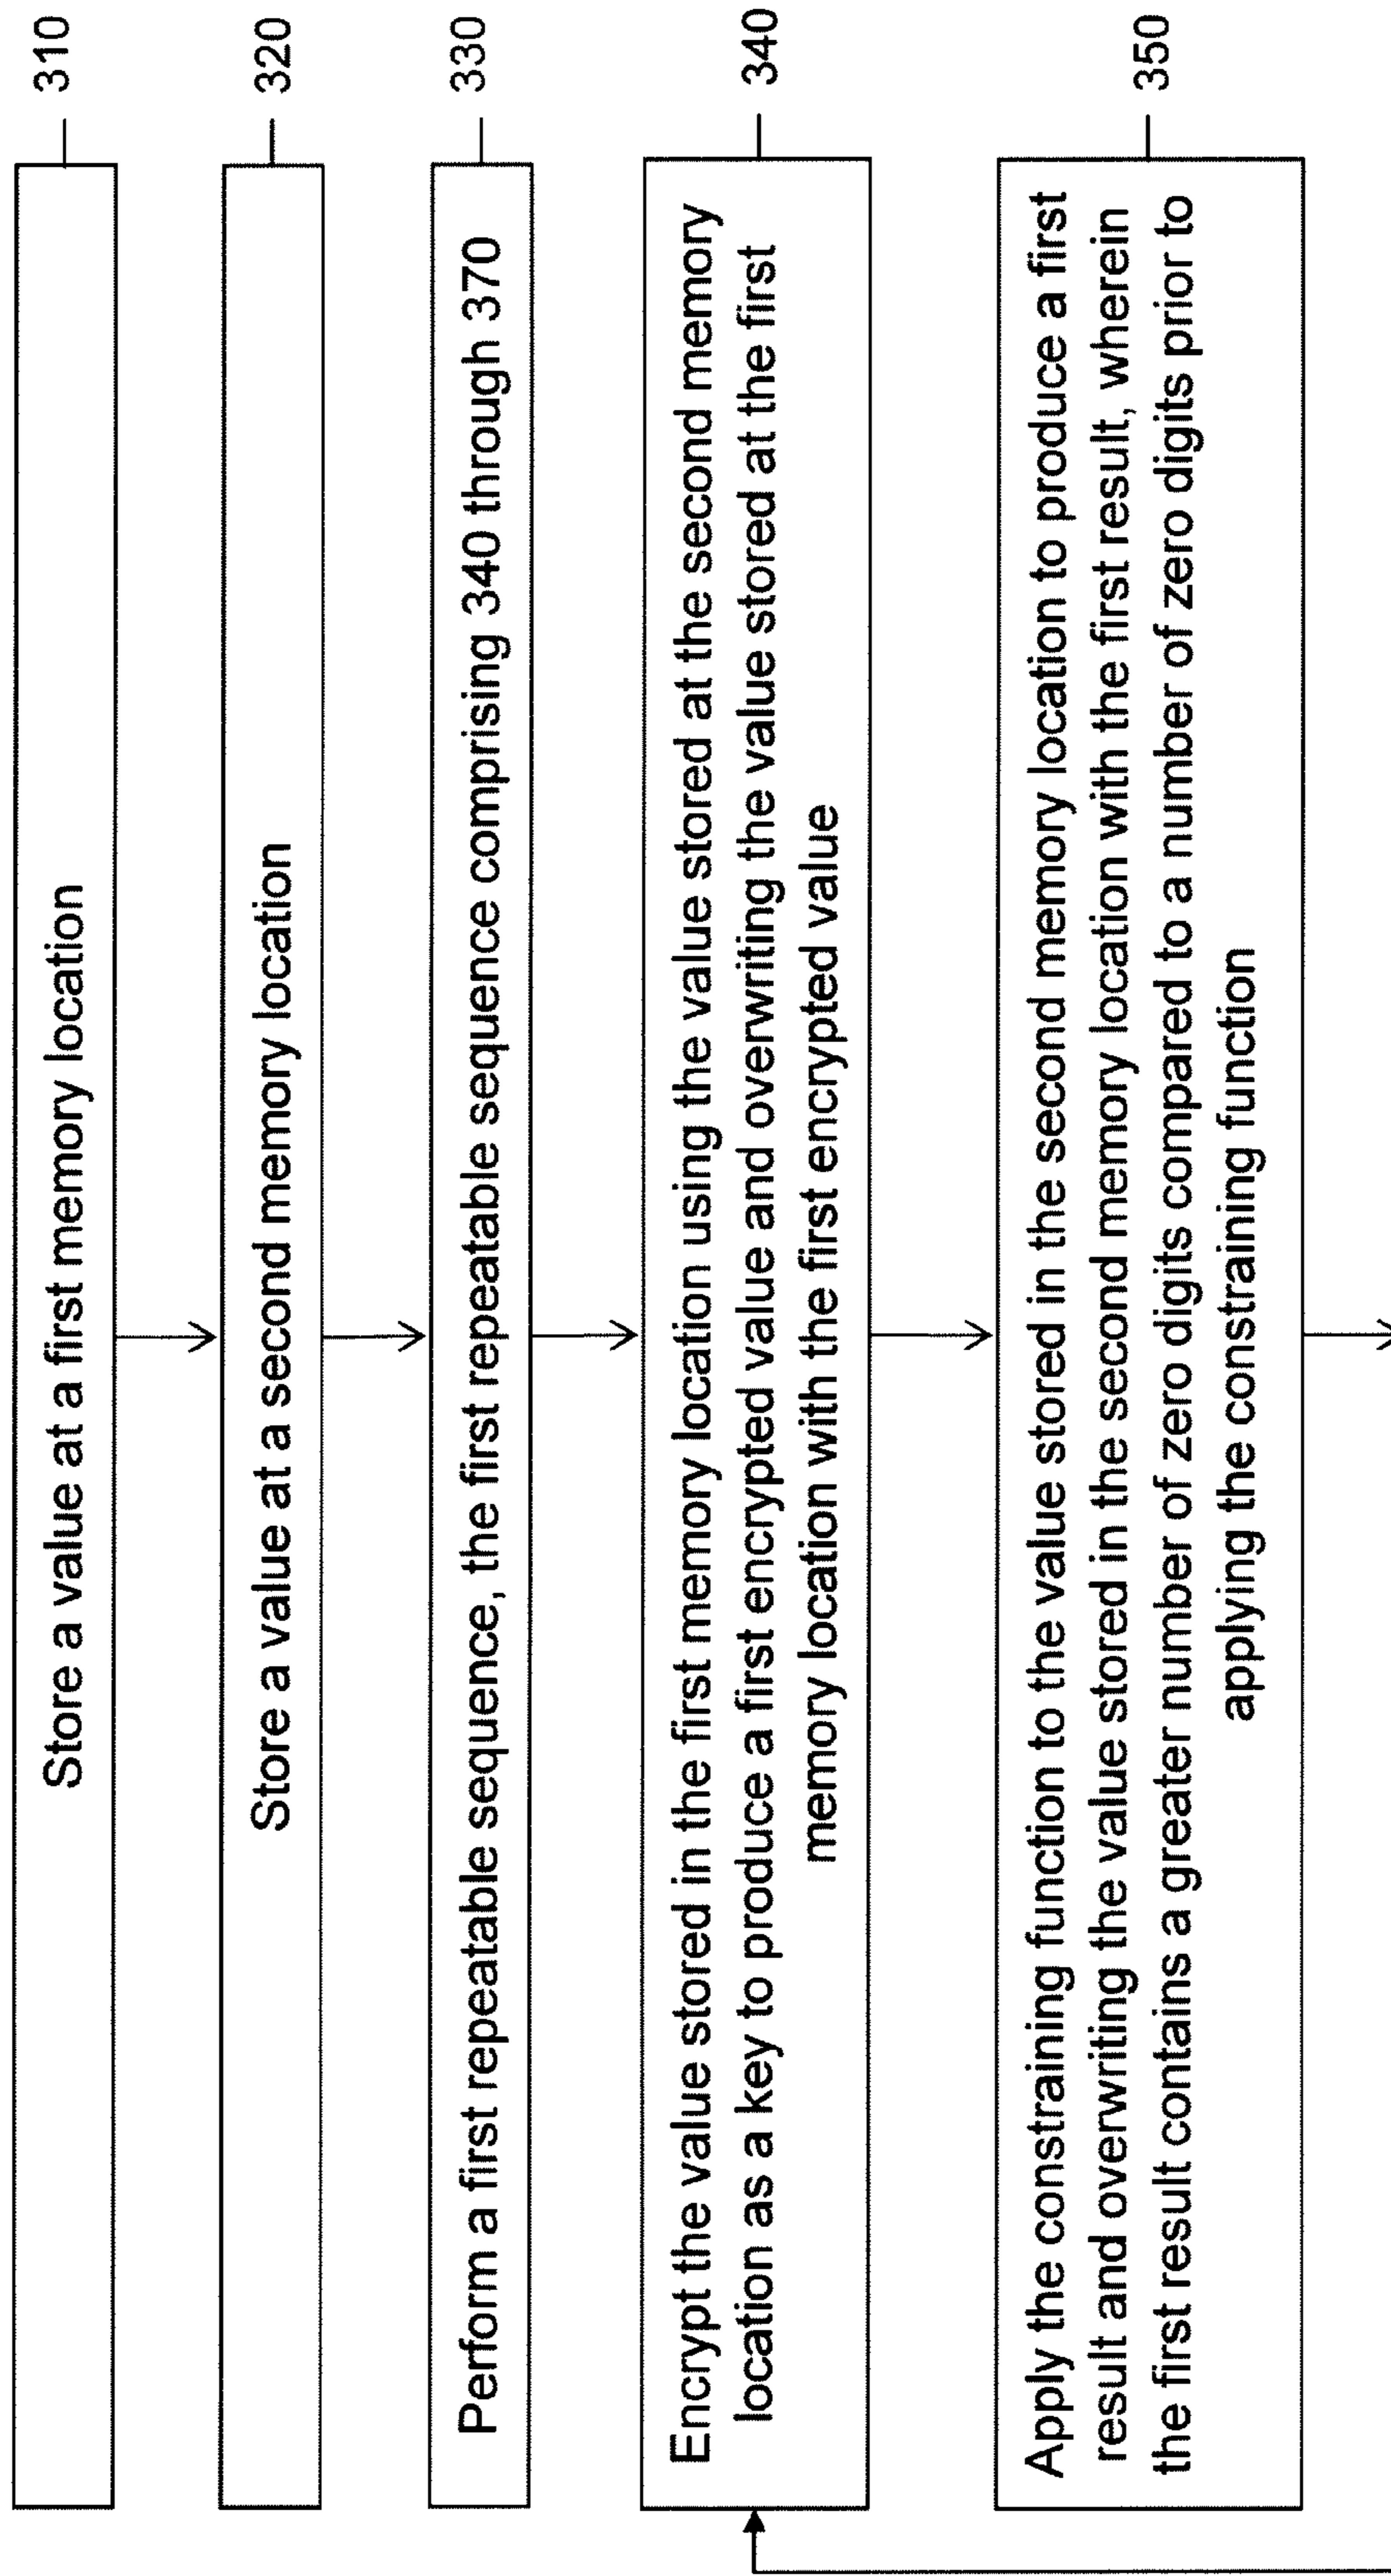 Store a value at a first memory location
310
Store a value at a second memory location
320
Perform a first repeatable sequence, the first repeatable sequence comprising 340 through 370
330
Encrypt the value stored in the first memory location using the value stored at the second memory
location as a key to produce a first encrypted value and overwriting the value stored at the first
memory location with the first encrypted value
340
Apply the constraining function to the value stored in the second memory location to produce a first
result and overwriting the value stored in the second memory location with the first result, wherein
the first result contains a greater number of zero digits compared to a number of zero digits prior to
applying the constraining function
350